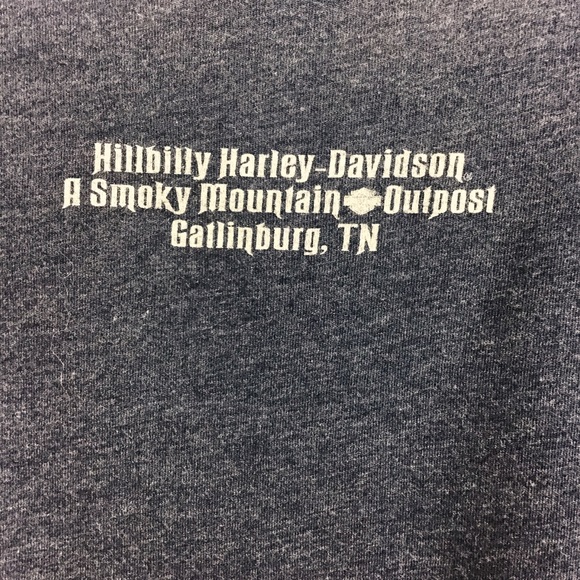 Hillbilly Harley-Davidson®
A Smoky Mountain Outpost
Gatlinburg, TN